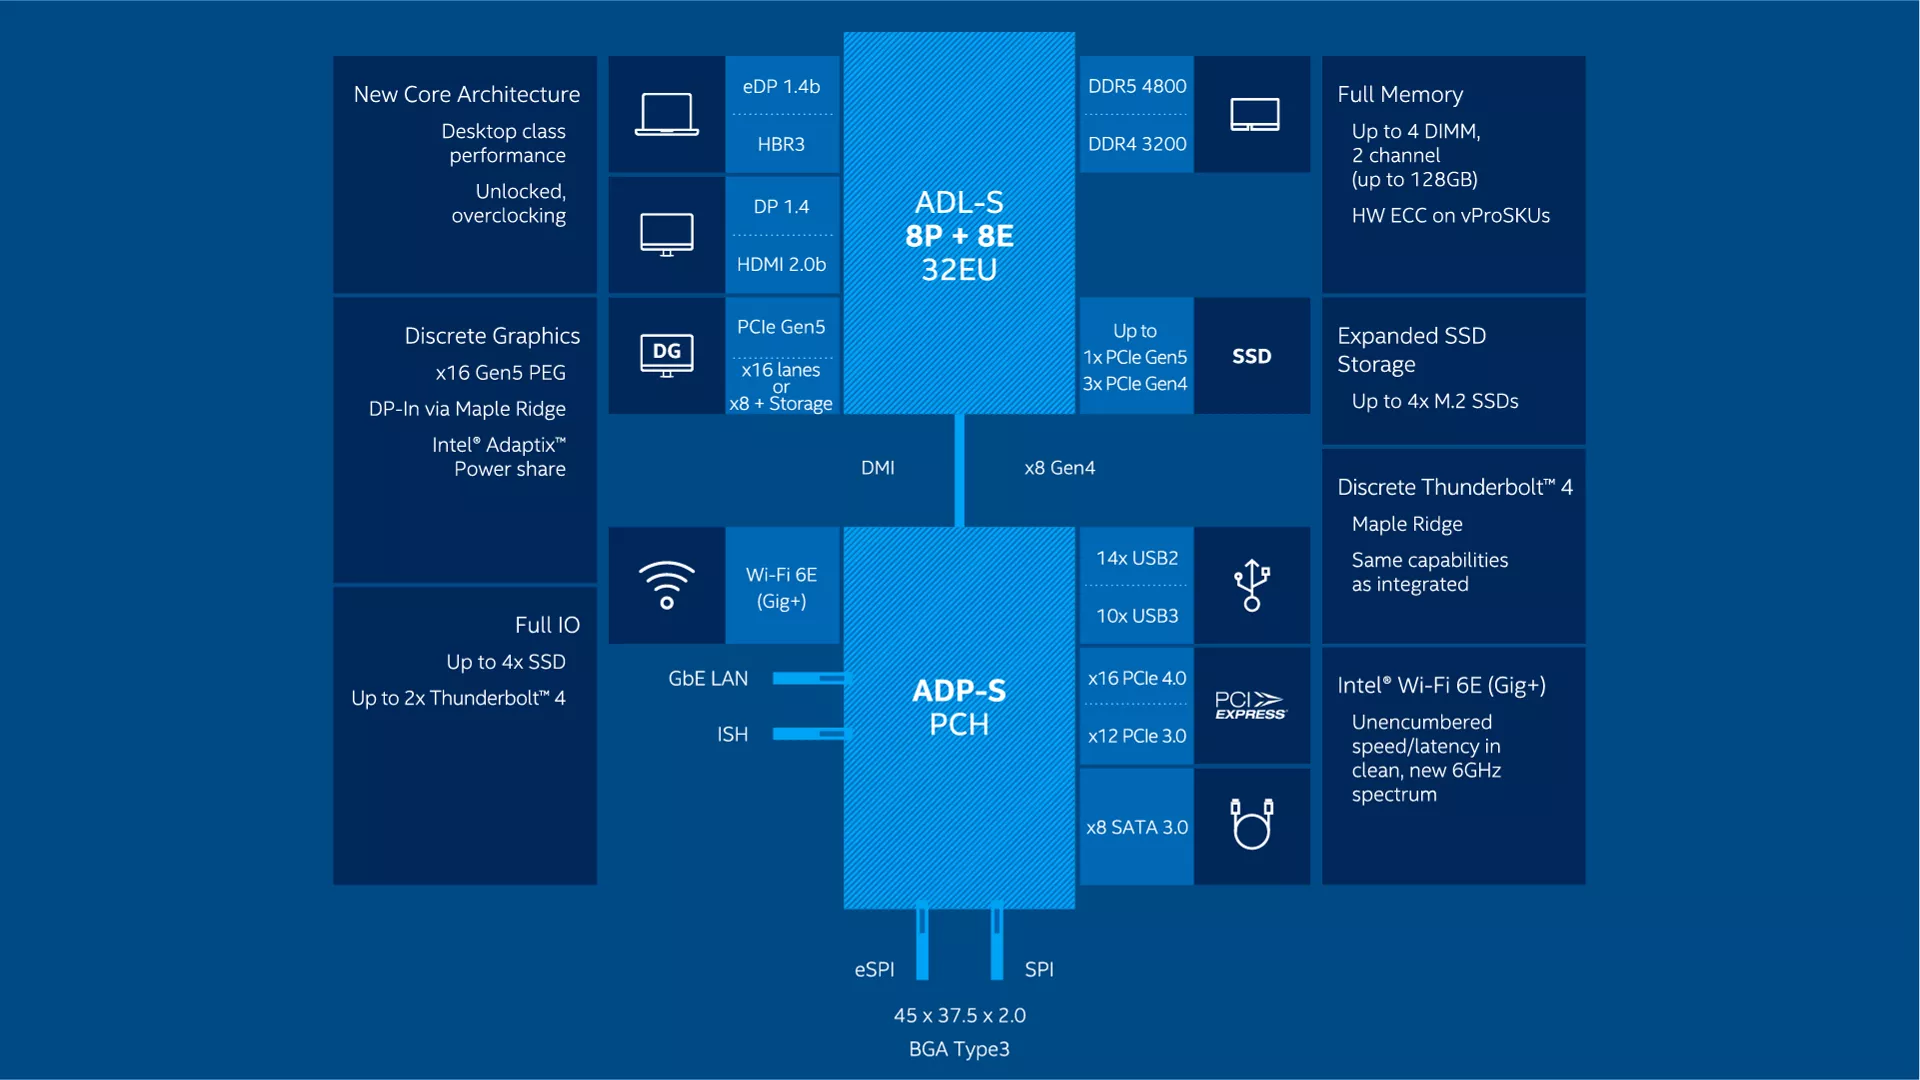 New Core Architecture
Desktop class
performance
Unlocked,
overclocking
Discrete Graphics
x16 Gen5 PEG
DP-In via Maple Ridge
Intel® Adaptix™
Power share
Full IO
Up to 4x SSD
Up to 2x Thunderbolt™ 4
eDP 1.4b
HBR3
DP 1.4
HDMI 2.0b
DG
PCIe Gen5
x16 lanes
or
x8 + Storage
ADL-S
8P + 8E
32EU
DDR5 4800
DDR4 3200
Up to
1x PCIe Gen5
3x PCIe Gen4
SSD
DMI
x8 Gen4
Wi-Fi 6E
(Gig+)
GbE LAN
ISH
ADP-S
PCH
14x USB2
10x USB3
x16 PCIe 4.0
x12 PCIe 3.0
PCI
EXPRESS®
x8 SATA 3.0
eSPI
SPI
45 x 37.5 x 2.0
BGA Type3
Full Memory
Up to 4 DIMM,
2 channel
(up to 128GB)
HW ECC on vProSKUs
Expanded SSD
Storage
Up to 4x M.2 SSDs
Discrete Thunderbolt™ 4
Maple Ridge
Same capabilities
as integrated
Intel® Wi-Fi 6E (Gig+)
Unencumbered
speed/latency in
clean, new 6GHz
spectrum